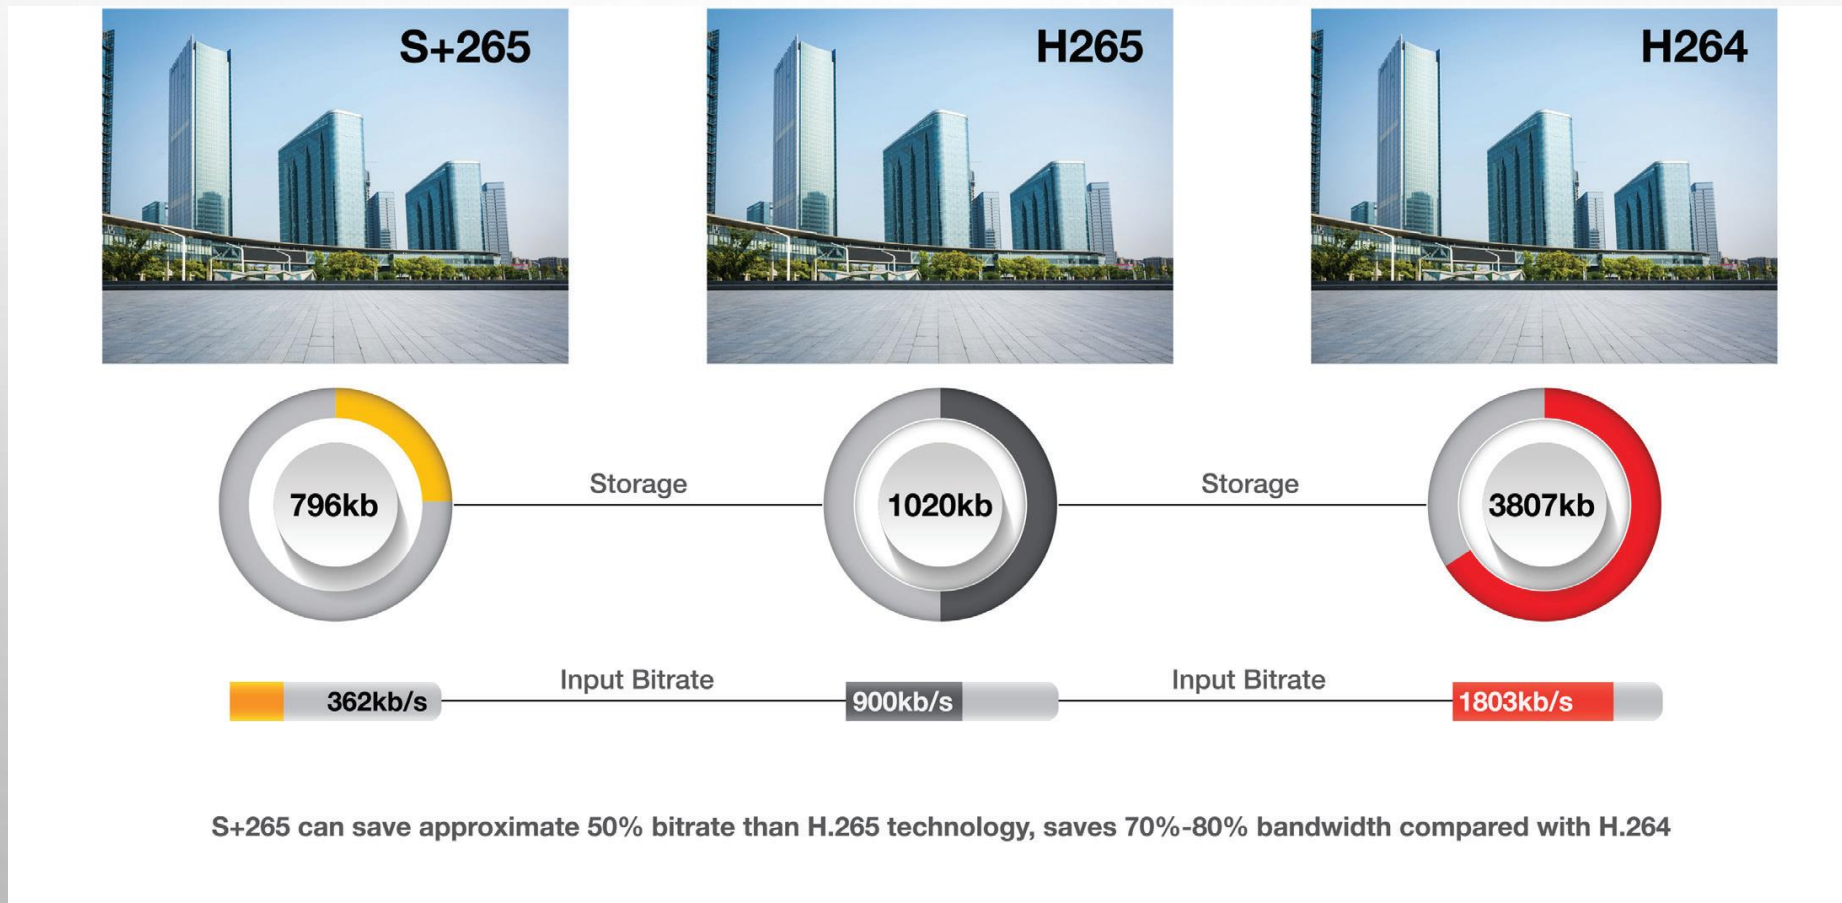 S+265
H265
H264
796kb
Storage
1020kb
Storage
3807kb
362kb/s
Input Bitrate
900kb/s
Input Bitrate
1803kb/s
S+265 can save approximate 50% bitrate than H.265 technology, saves 70%-80% bandwidth compared with H.264